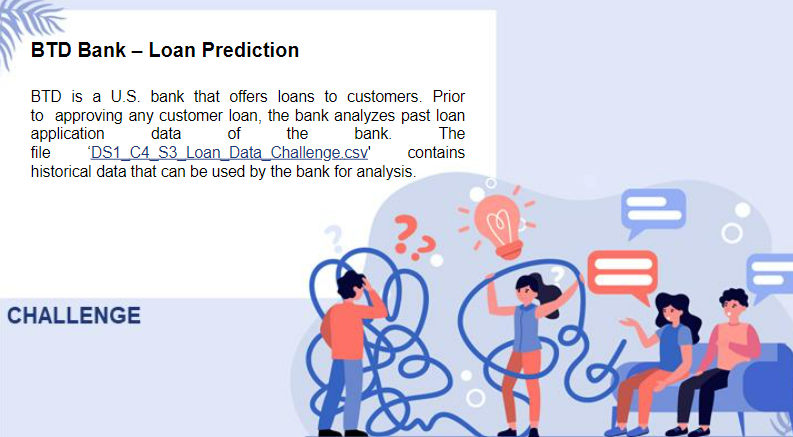 BTD Bank – Loan Prediction
BTD is a U.S. bank that offers loans to customers. Prior
to approving any customer loan, the bank analyzes past loan
application data of the bank. The
file ‘DS1_C4_S3_Loan_Data_Challenge.csv' contains
historical data that can be used by the bank for analysis.
? ? ?
?
CHALLENGE